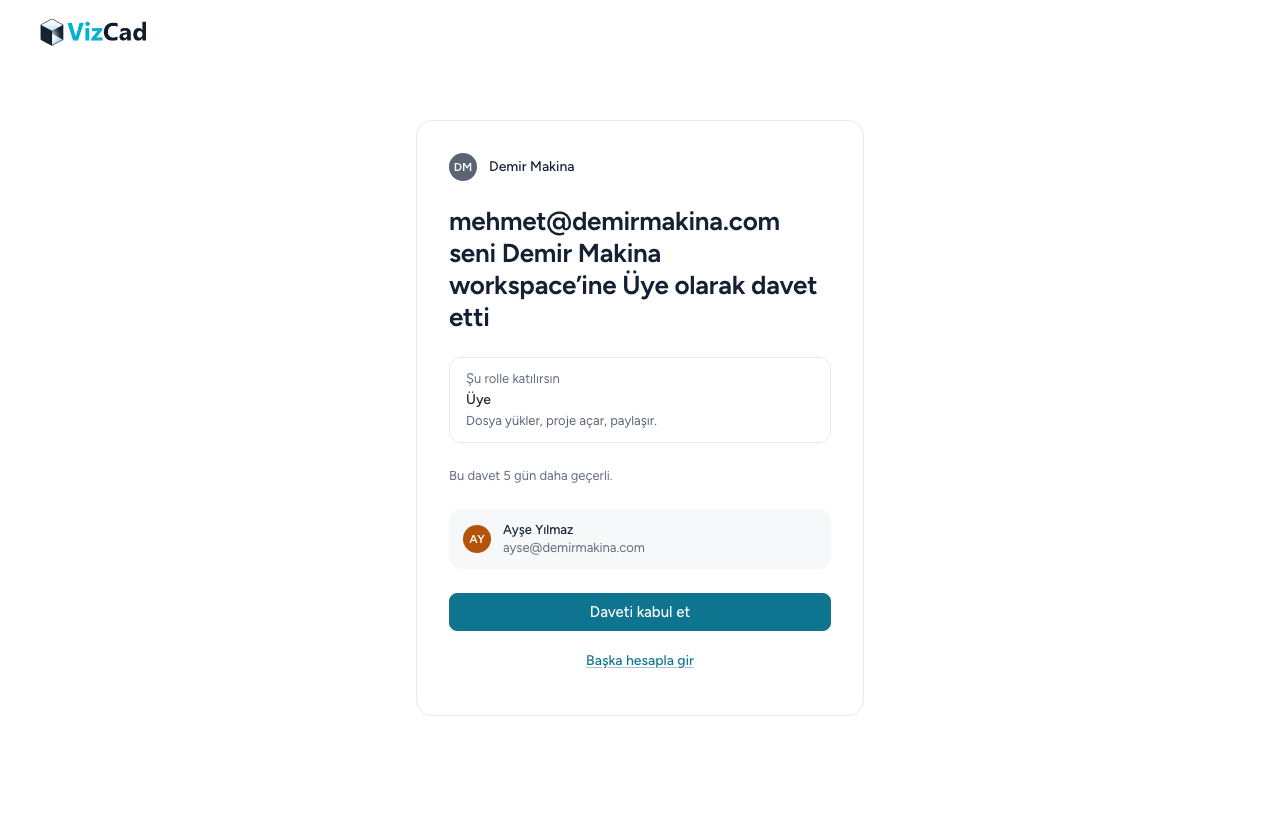 VizCad
DM Demir Makina
mehmet@demirmakina.com
seni Demir Makina
workspace’ine Üye olarak davet
etti
Şu rolle katılırsın
Üye
Dosya yükler, proje açar, paylaşır.
Bu davet 5 gün daha geçerli.
AY
Ayşe Yılmaz
ayse@demirmakina.com
Daveti kabul et
Başka hesapla gir